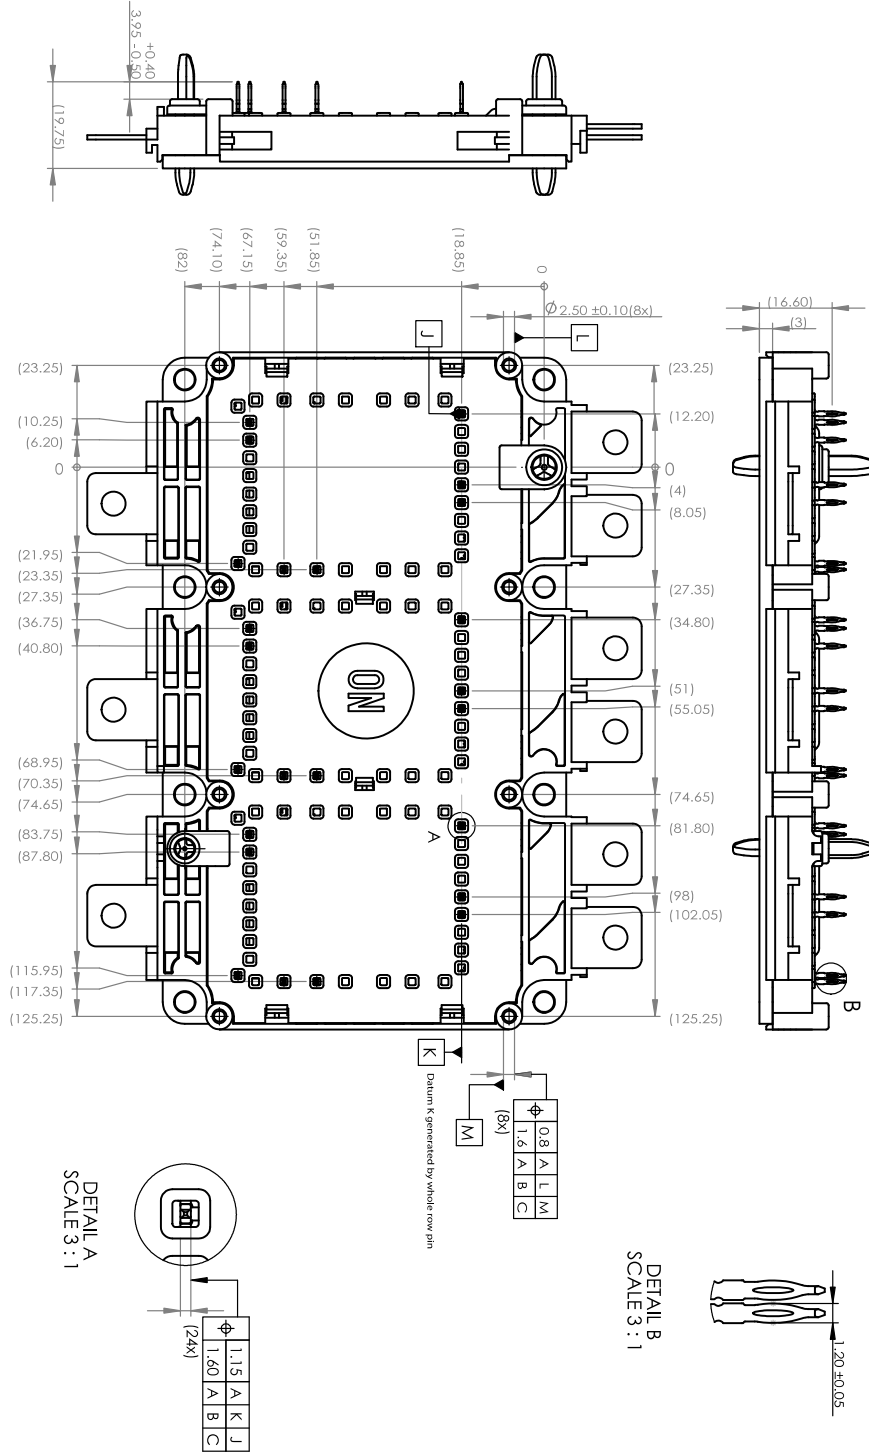 3.95 +0.40 -0.50
(19.75)
(82)
(74.10)
(67.15)
(59.35)
(51.85)
(18.85)
0
(16.60)
(3)
Ø2.50 ±0.10(8x)
J
L
(23.25)
(10.25)
(6.20)
0
(21.95)
(23.35)
(27.35)
(36.75)
(40.80)
(68.95)
(70.35)
(74.65)
(83.75)
(87.80)
(115.95)
(117.35)
(125.25)
(23.25)
(12.20)
0
(4)
(8.05)
(27.35)
(34.80)
(51)
(55.05)
(74.65)
(81.80)
(98)
(102.05)
(125.25)
ON
A
B
K
Datum K generated by whole row pin
M
(8x)
⌖ 0.8 A L M
1.6 A B C
DETAIL A
SCALE 3 : 1
(24x)
⌖ 1.15 A K J
1.60 A B C
DETAIL B
SCALE 3 : 1
1.20 ±0.05